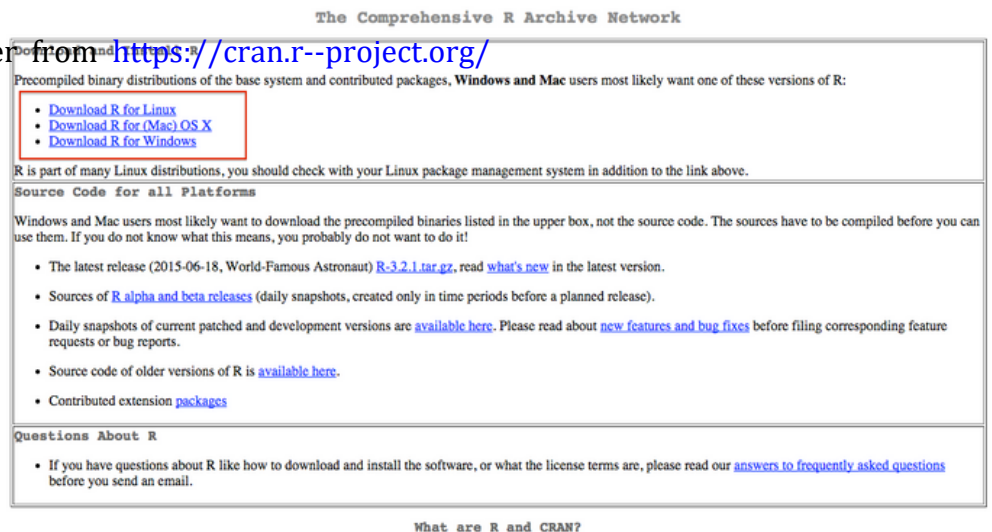 The Comprehensive R Archive Network
Download and Install R
er from https://cran.r--project.org/
Precompiled binary distributions of the base system and contributed packages, Windows and Mac users most likely want one of these versions of R:
• Download R for Linux
• Download R for (Mac) OS X
• Download R for Windows
R is part of many Linux distributions, you should check with your Linux package management system in addition to the link above.
Source Code for all Platforms
Windows and Mac users most likely want to download the precompiled binaries listed in the upper box, not the source code. The sources have to be compiled before you can
use them. If you do not know what this means, you probably do not want to do it!
• The latest release (2015-06-18, World-Famous Astronaut) R-3.2.1.tar.gz, read what's new in the latest version.
• Sources of R alpha and beta releases (daily snapshots, created only in time periods before a planned release).
• Daily snapshots of current patched and development versions are available here. Please read about new features and bug fixes before filing corresponding feature
requests or bug reports.
• Source code of older versions of R is available here.
• Contributed extension packages
Questions About R
• If you have questions about R like how to download and install the software, or what the license terms are, please read our answers to frequently asked questions
before you send an email.
What are R and CRAN?